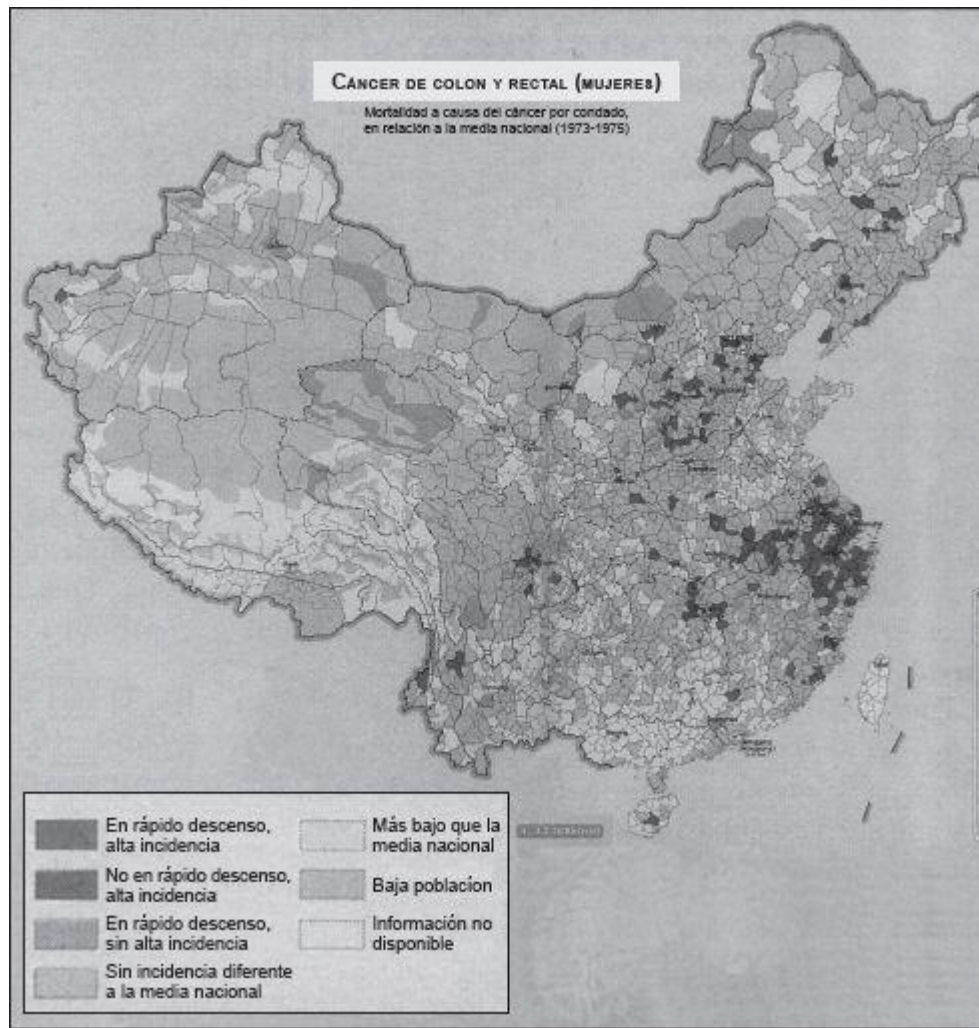 CÁNCER DE COLON Y RECTAL (MUJERES)
Mortalidad a causa del cáncer por condado,
en relación a la media nacional (1973-1975)
En rápido descenso,
alta incidencia
No en rápido descenso,
alta incidencia
En rápido descenso,
sin alta incidencia
Sin incidencia diferente
a la media nacional
Más bajo que la
media nacional
Baja poblacíon
Información no
disponible